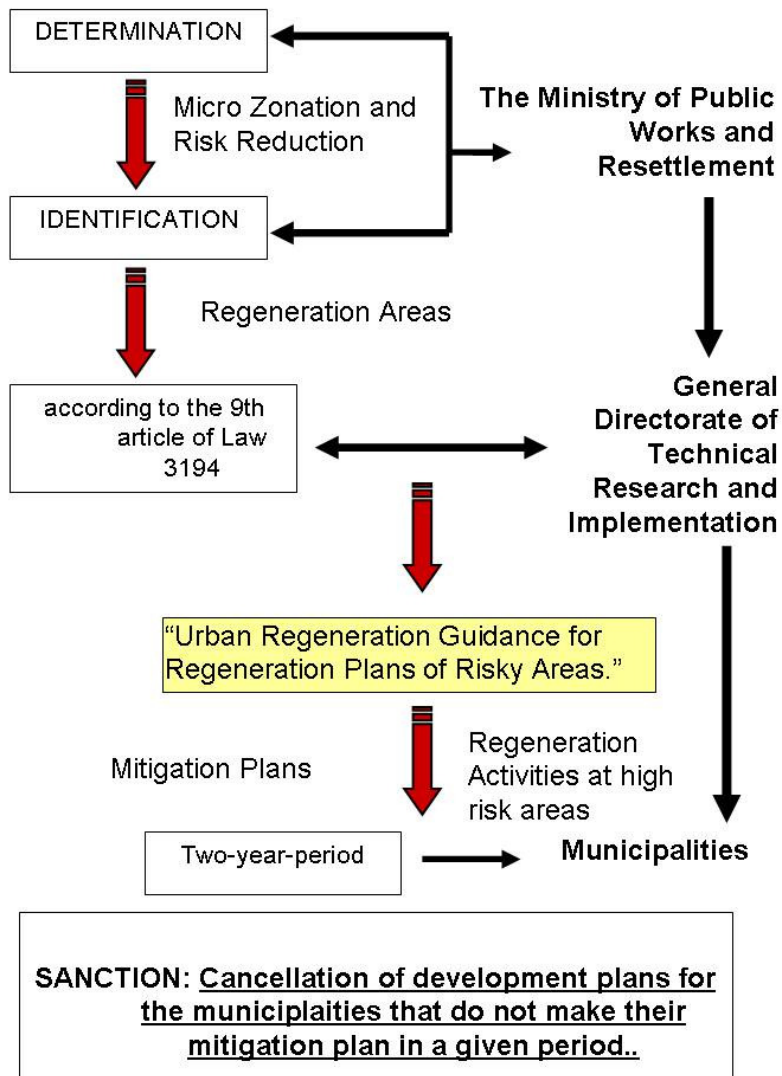 DETERMINATION
Micro Zonation and
Risk Reduction
The Ministry of Public
Works and
Resettlement
IDENTIFICATION
Regeneration Areas
according to the 9th
article of Law
3194
General
Directorate of
Technical
Research and
Implementation
“Urban Regeneration Guidance for
Regeneration Plans of Risky Areas.”
Mitigation Plans
Regeneration
Activities at high
risk areas
Two-year-period
Municipalities
SANCTION: Cancellation of development plans for
the municiplaities that do not make their
mitigation plan in a given period..